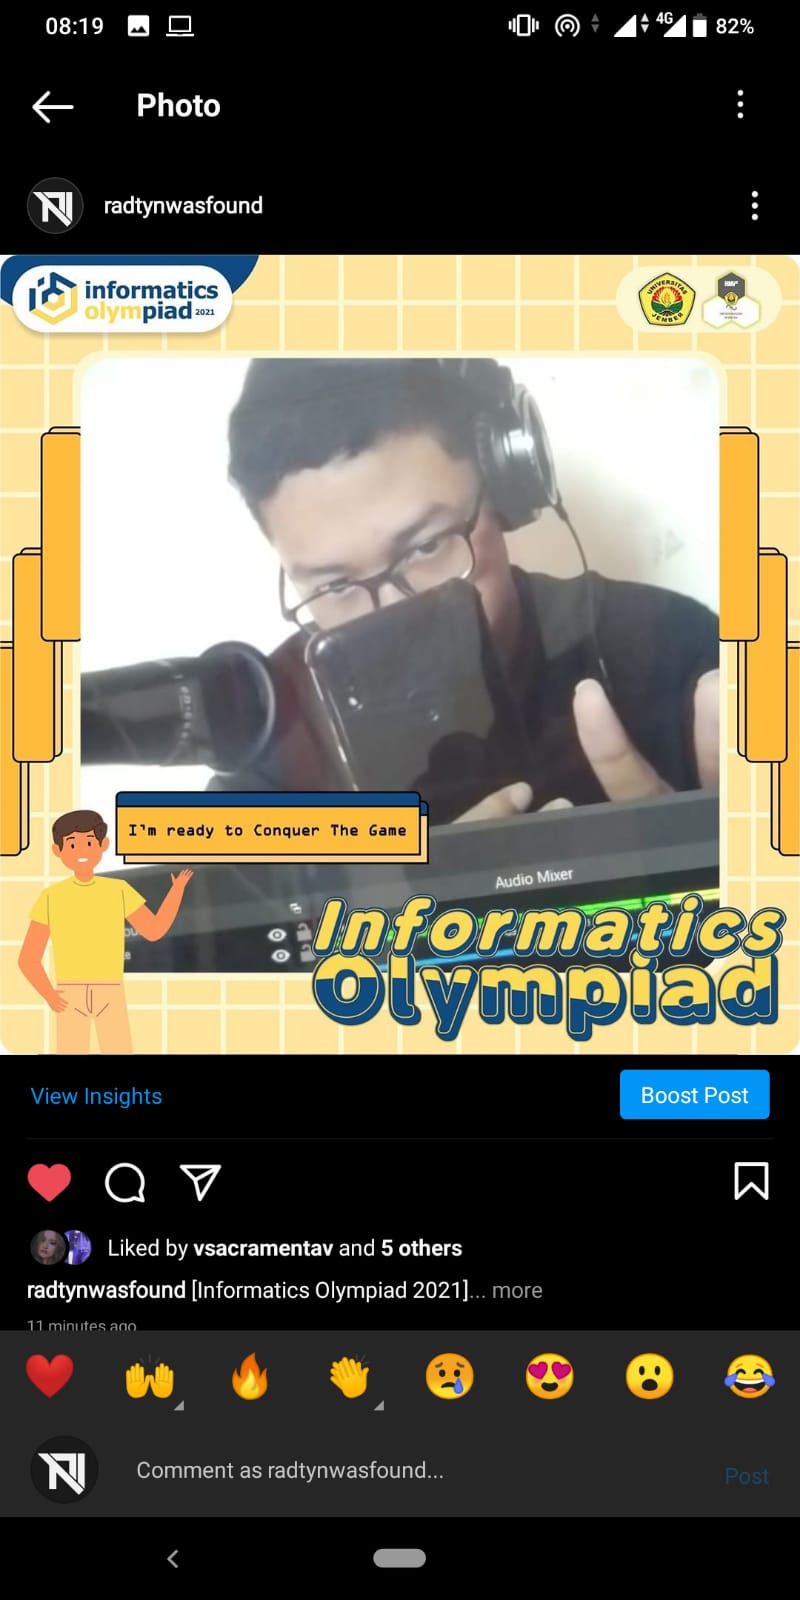 08:19
4G
82%
Photo
radtynwasfound
informatics
olympiad 2021
UNIVERSITAS
JEMBER
I'm ready to Conquer The Game
Audio Mixer
Informatics
Olympiad
View Insights
Boost Post
Liked by vsacramentav and 5 others
radtynwasfound [Informatics Olympiad 2021]... more
11 minutes ago
Comment as radtynwasfound...
Post